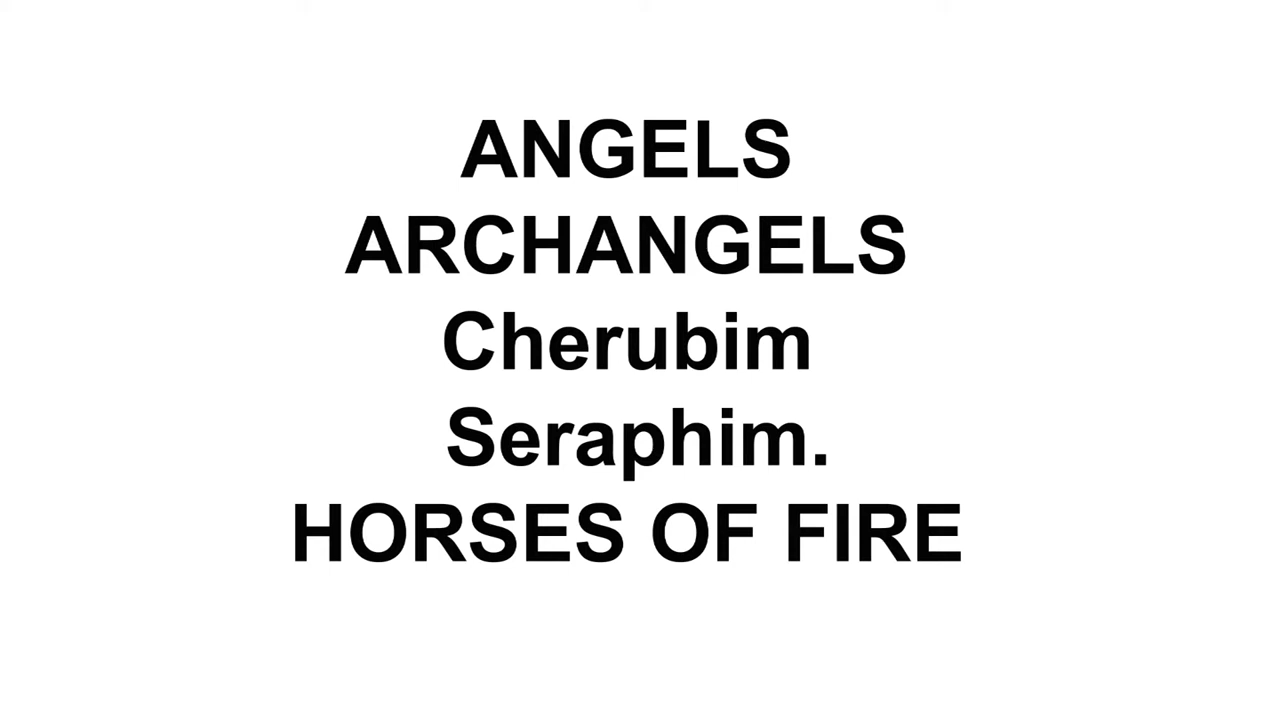 ANGELS
ARCHANGELS
Cherubim
Seraphim.
HORSES OF FIRE